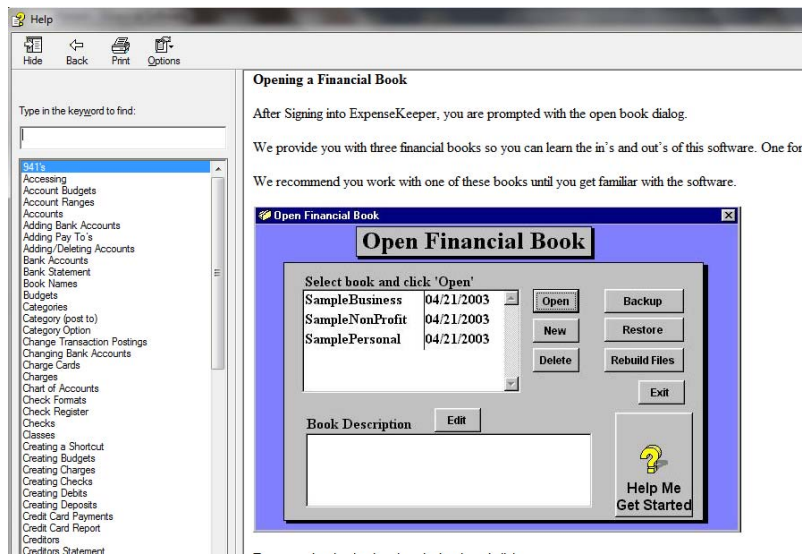 Help
Hide Back Print Options
Type in the keyword to find:
941's
Accessing
Account Budgets
Account Ranges
Accounts
Adding Bank Accounts
Adding Pay To's
Adding/Deleting Accounts
Bank Accounts
Bank Statement
Book Names
Budgets
Categories
Category (post to)
Category Option
Change Transaction Postings
Changing Bank Accounts
Charge Cards
Charges
Chart of Accounts
Check Formats
Check Register
Checks
Classes
Creating a Shortcut
Creating Budgets
Creating Charges
Creating Checks
Creating Debits
Creating Deposits
Credit Card Payments
Credit Card Report
Creditors
Creditors Statement
Opening a Financial Book
After Signing into ExpenseKeeper, you are prompted with the open book dialog.
We provide you with three financial books so you can learn the in's and out's of this software. One for
We recommend you work with one of these books until you get familiar with the software.
Open Financial Book
Open Financial Book
Select book and click 'Open'
SampleBusiness 04/21/2003
SampleNonProfit 04/21/2003
SamplePersonal 04/21/2003
Open Backup
New Restore
Delete Rebuild Files
Exit
Book Description Edit
Help Me
Get Started